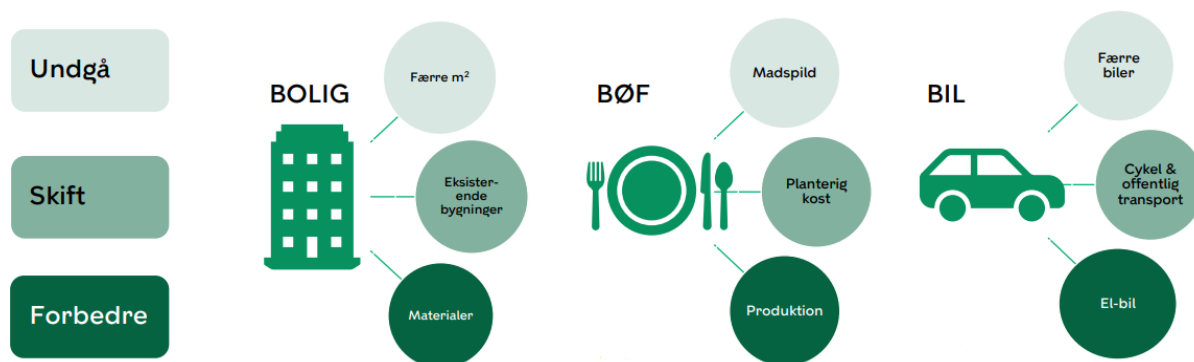 Undgå
Skift
Forbedre
BOLIG
Færre m²
Eksister-
ende
bygninger
Materialer
BØF
Madspild
Planterig
kost
Produktion
BIL
Færre
biler
Cykel &
offentlig
transport
El-bil